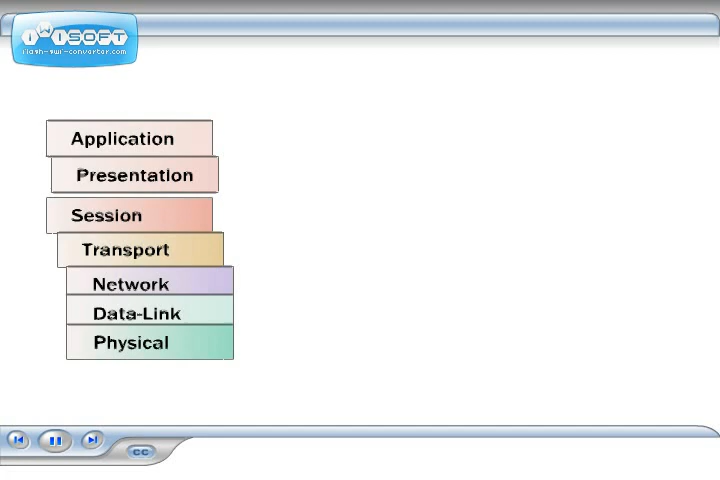 iWiSOFT
flash-swf-converter.com
Application
Presentation
Session
Transport
Network
Data-Link
Physical
CC